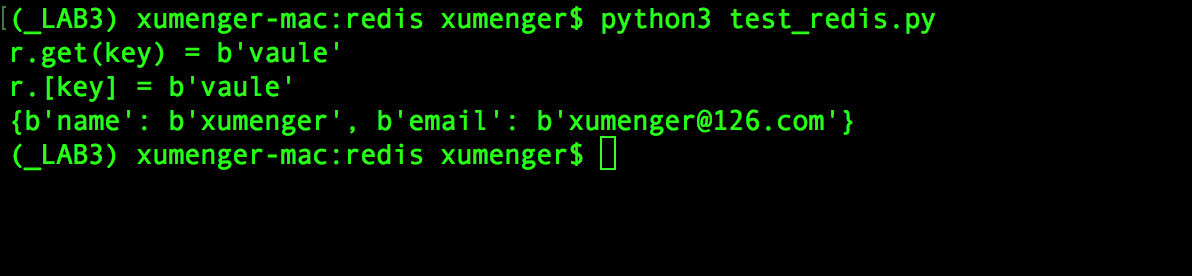 [(_LAB3) xumenger-mac:redis xumenger$ python3 test_redis.py
r.get(key) = b'vaule'
r.[key] = b'vaule'
{b'name': b'xumenger', b'email': b'xumenger@126.com'}
(_LAB3) xumenger-mac:redis xumenger$